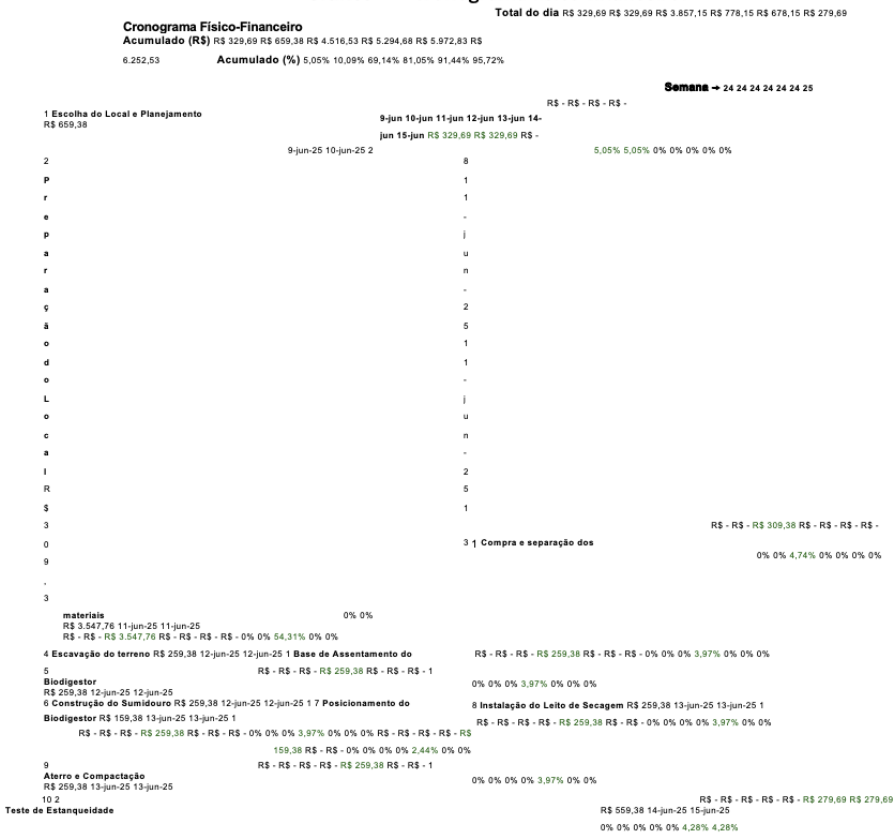 Total do dia R$ 329,69 R$ 329,69 R$ 3.857,15 R$ 778,15 R$ 678,15 R$ 279,69
Cronograma Físico-Financeiro
Acumulado (R$) R$ 329,69 R$ 659,38 R$ 4.516,53 R$ 5.294,68 R$ 5.972,83 R$
6.252,53 Acumulado (%) 5,05% 10,09% 69,14% 81,05% 91,44% 95,72%
Semana → 24 24 24 24 24 24 25
R$ - R$ - R$ - R$ -
1 Escolha do Local e Planejamento
R$ 659,38
9-jun 10-jun 11-jun 12-jun 13-jun 14-
jun 15-jun R$ 329,69 R$ 329,69 R$ -
9-jun-25 10-jun-25 2
5,05% 5,05% 0% 0% 0% 0% 0%
2
P
r
e
p
a
r
a
ç
ã
o
d
o
L
o
c
a
l
R
$
3
0
9
,
3
8
1
1
-
j
u
n
-
2
5
1
1
-
j
u
n
-
2
5
1
R$ - R$ - R$ 309,38 R$ - R$ - R$ - R$ -
3 1 Compra e separação dos
0% 0% 4,74% 0% 0% 0% 0%
materiais 0% 0%
R$ 3.547,76 11-jun-25 11-jun-25
R$ - R$ - R$ 3.547,76 R$ - R$ - R$ - R$ - 0% 0% 54,31% 0% 0%
4 Escavação do terreno R$ 259,38 12-jun-25 12-jun-25 1 Base de Assentamento do
R$ - R$ - R$ - R$ 259,38 R$ - R$ - R$ - 0% 0% 0% 3,97% 0% 0% 0%
5 R$ - R$ - R$ - R$ 259,38 R$ - R$ - R$ - 1
Biodigestor
R$ 259,38 12-jun-25 12-jun-25
0% 0% 0% 3,97% 0% 0% 0%
6 Construção do Sumidouro R$ 259,38 12-jun-25 12-jun-25 1 7 Posicionamento do
Biodigestor R$ 159,38 13-jun-25 13-jun-25 1
R$ - R$ - R$ - R$ 259,38 R$ - R$ - R$ - 0% 0% 0% 3,97% 0% 0% 0% R$ - R$ - R$ - R$ - R$
159,38 R$ - R$ - 0% 0% 0% 0% 2,44% 0% 0%
8 Instalação do Leito de Secagem R$ 259,38 13-jun-25 13-jun-25 1
R$ - R$ - R$ - R$ - R$ 259,38 R$ - R$ - 0% 0% 0% 0% 3,97% 0% 0%
9 R$ - R$ - R$ - R$ - R$ 259,38 R$ - R$ - 1
Aterro e Compactação
R$ 259,38 13-jun-25 13-jun-25
0% 0% 0% 0% 3,97% 0% 0%
10 2
Teste de Estanqueidade
R$ - R$ - R$ - R$ - R$ - R$ 279,69 R$ 279,69
R$ 559,38 14-jun-25 15-jun-25
0% 0% 0% 0% 0% 4,28% 4,28%